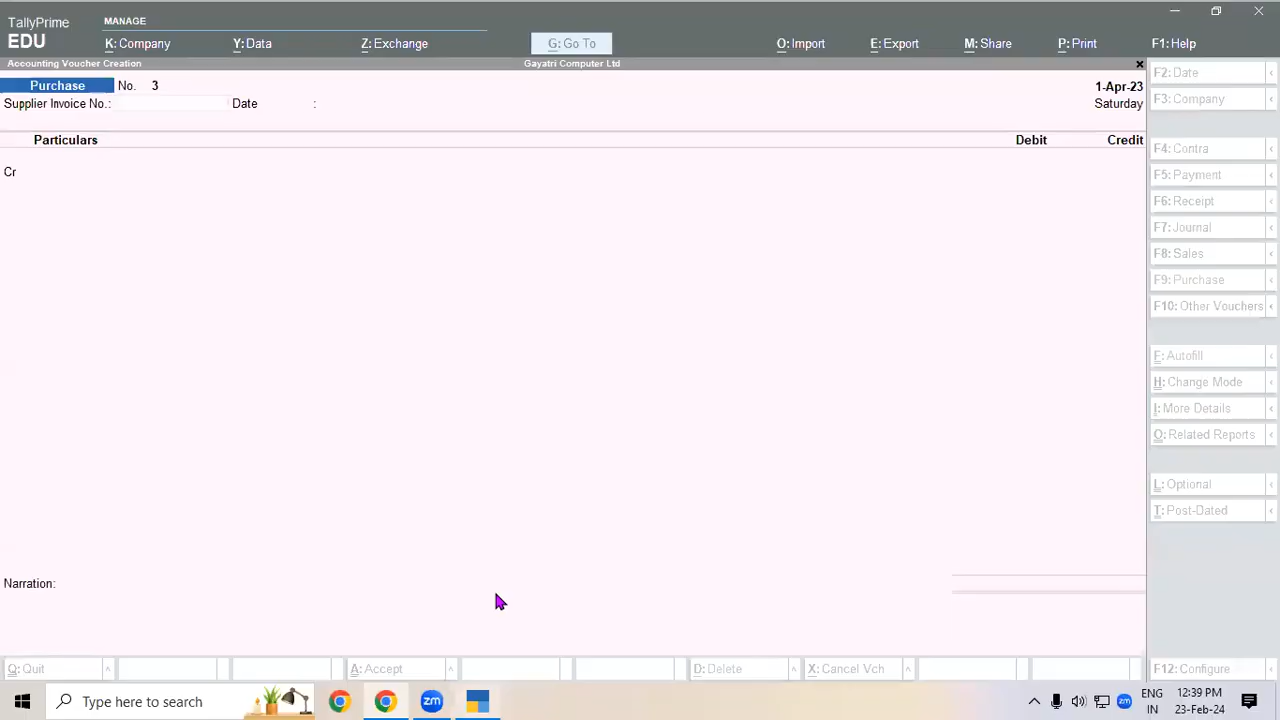 TallyPrime
EDU
MANAGE
K: Company
Y: Data
Z: Exchange
G: Go To
O: Import
E: Export
M: Share
P: Print
F1: Help
Accounting Voucher Creation
Gayatri Computer Ltd
Purchase No. 3
1-Apr-23
Supplier Invoice No.: Date :
Saturday
Particulars
Debit Credit
Cr
Narration:
F2: Date
F3: Company
F4: Contra
F5: Payment
F6: Receipt
F7: Journal
F8: Sales
F9: Purchase
F10: Other Vouchers
F: Autofill
H: Change Mode
I: More Details
O: Related Reports
L: Optional
T: Post-Dated
Q: Quit
A: Accept
D: Delete
X: Cancel Vch
F12: Configure
Type here to search
zm
zm
ENG
IN
12:39 PM
23-Feb-24